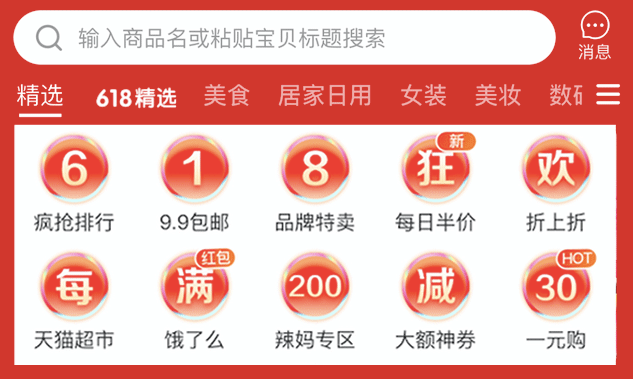 输入商品名或粘贴宝贝标题搜索
消息
精选 618精选 美食 居家日用 女装 美妆 数码
6 1 8 狂 新 欢
疯抢排行 9.9包邮 品牌特卖 每日半价 折上折
每 满 红包 200 减 30 HOT
天猫超市 饿了么 辣妈专区 大额神券 一元购